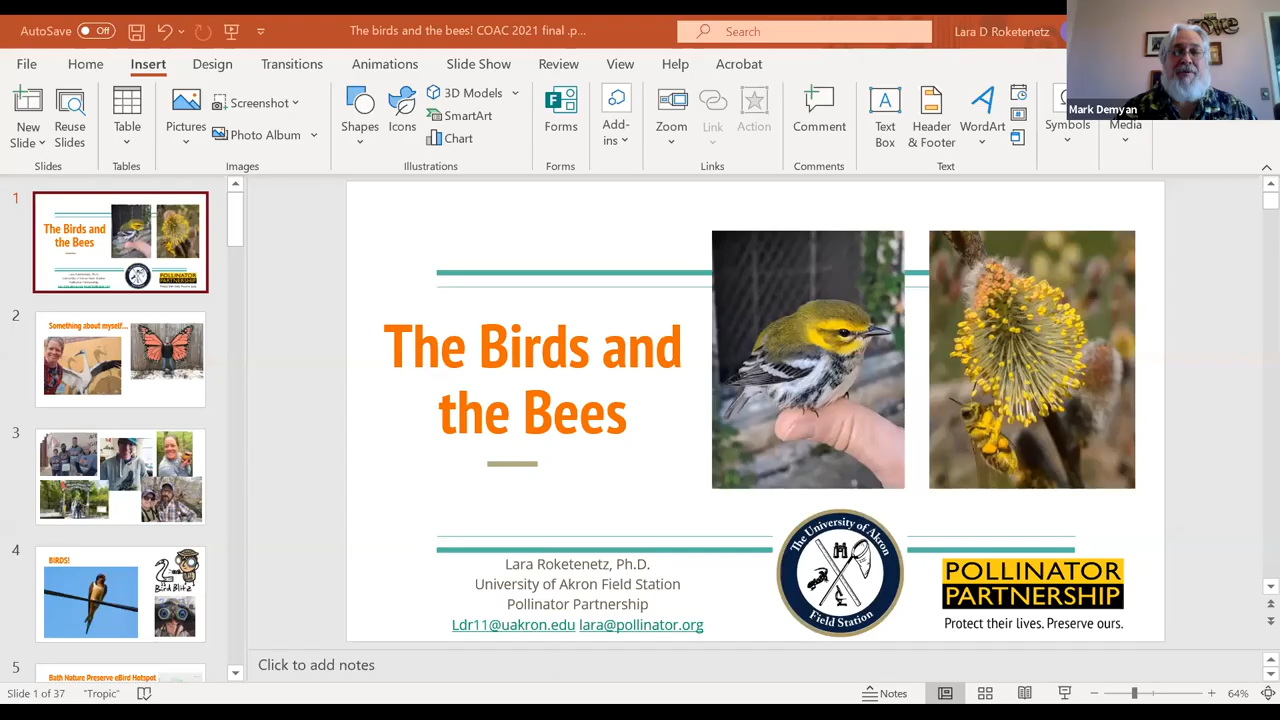 AutoSave
Off
The birds and the bees! COAC 2021 final .p...
Search
Lara D Roketenetz
Mark Demyan
File
Home
Insert
Design
Transitions
Animations
Slide Show
Review
View
Help
Acrobat
New Slide
Reuse Slides
Table
Pictures
Screenshot
Photo Album
Shapes
Icons
3D Models
SmartArt
Chart
Forms
Add-ins
Zoom
Link
Action
Comment
Text Box
Header & Footer
WordArt
Symbols
Media
Slides
Tables
Images
Illustrations
Forms
Links
Comments
Text
1
The Birds and
the Bees
POLLINATOR
PARTNERSHIP
2
Something about myself...
3
4
BIRDS!
Bird Blitz
5
Bath Nature Preserve eBird Hotspot
The Birds and
the Bees
Lara Roketenetz, Ph.D.
University of Akron Field Station
Pollinator Partnership
Ldr11@uakron.edu lara@pollinator.org
The University of Akron
Field Station
POLLINATOR
PARTNERSHIP
Protect their lives. Preserve ours.
Click to add notes
Slide 1 of 37
"Tropic"
Notes
64%